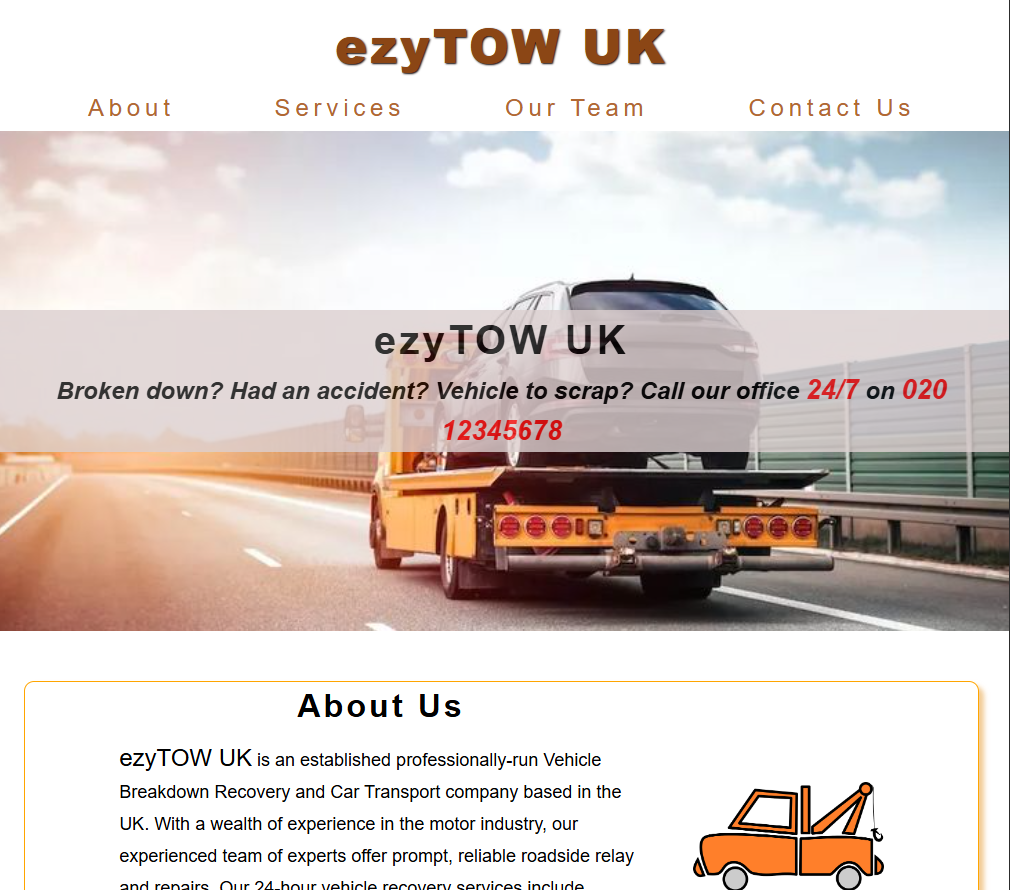 ezyTOW UK
About Services Our Team Contact Us
ezyTOW UK
Broken down? Had an accident? Vehicle to scrap? Call our office 24/7 on 020
12345678
About Us
ezyTOW UK is an established professionally-run Vehicle
Breakdown Recovery and Car Transport company based in the
UK. With a wealth of experience in the motor industry, our
experienced team of experts offer prompt, reliable roadside relay
and repairs. Our 24-hour vehicle recovery services include